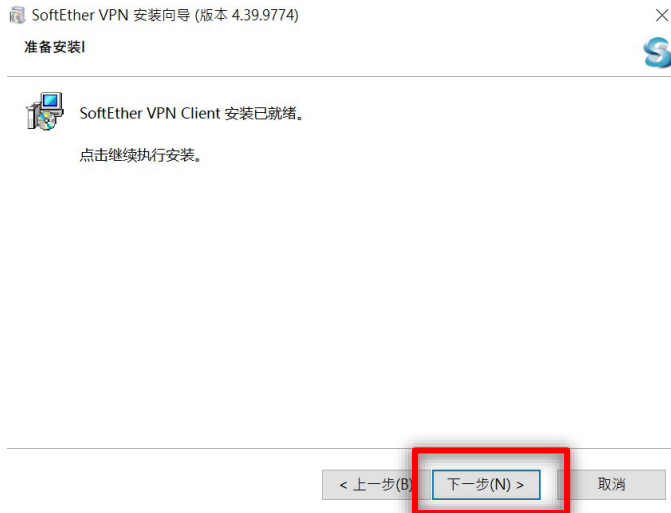 SoftEther VPN 安装向导 (版本 4.39.9774)
准备安装l
SoftEther VPN Client 安装已就绪。
点击继续执行安装。
< 上一步(B)
下一步(N) >
取消